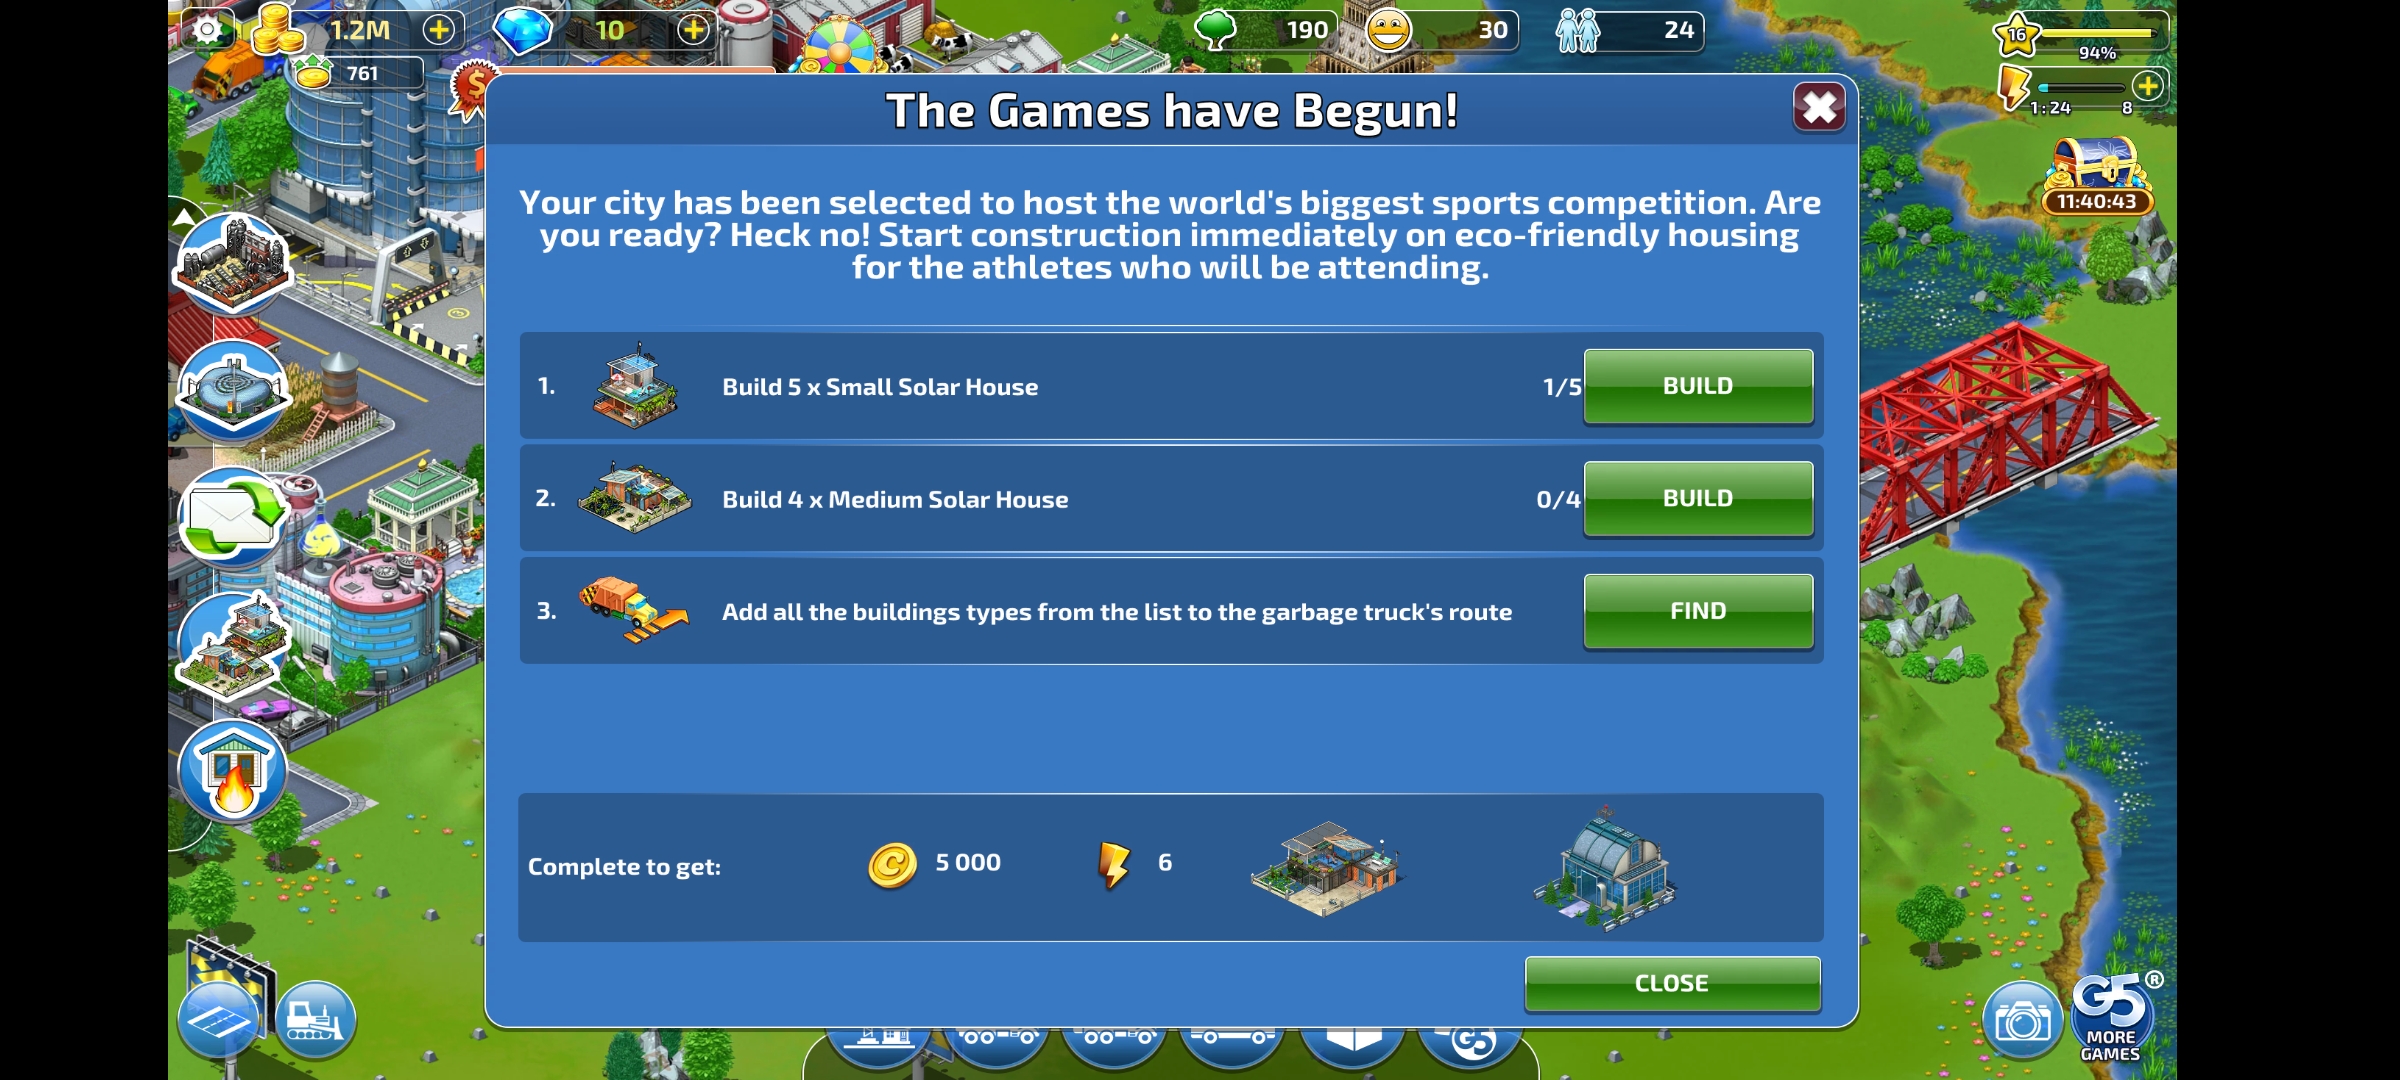 1.2M
10
190
30
24
16
94%
761
1:24
8
The Games have Begun!
11:40:43
Your city has been selected to host the world's biggest sports competition. Are
you ready? Heck no! Start construction immediately on eco-friendly housing
for the athletes who will be attending.
1.
Build 5 x Small Solar House
1/5
BUILD
2.
Build 4 x Medium Solar House
0/4
BUILD
3.
Add all the buildings types from the list to the garbage truck's route
FIND
Complete to get:
5 000
6
CLOSE
G5®
MORE
GAMES
G5